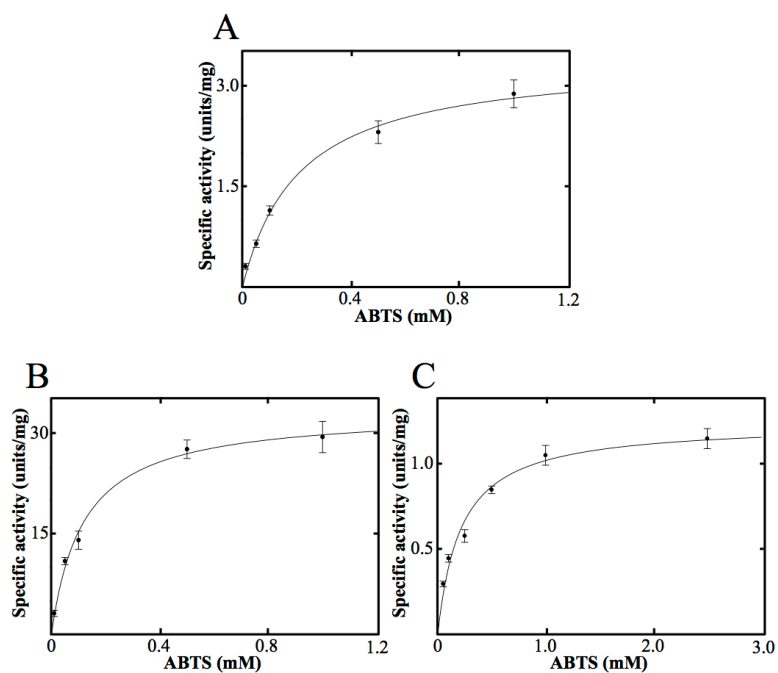 A
Specific activity (units/mg)
3.0
1.5
0
0.4
0.8
1.2
ABTS (mM)
B
Specific activity (units/mg)
30
15
0
0.4
0.8
1.2
ABTS (mM)
C
Specific activity (units/mg)
1.0
0.5
0
1.0
2.0
3.0
ABTS (mM)